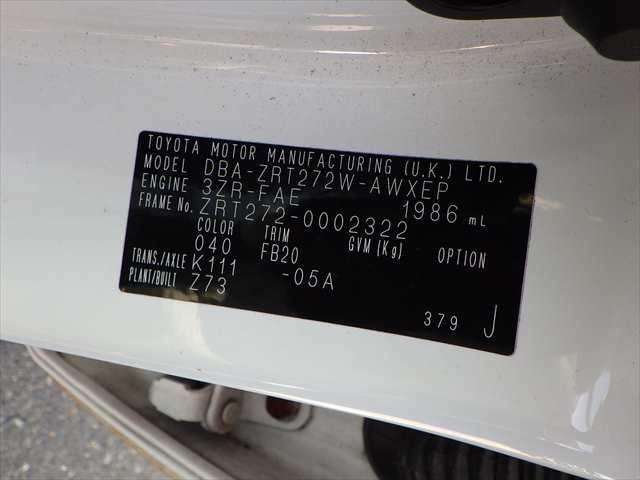 TOYOTA MOTOR MANUFACTURING (U.K.) LTD.
MODEL DBA-ZRT272W-AWXEP
ENGINE 3ZR-FAE 1986 mL
FRAME No. ZRT272-0002322
COLOR TRIM GVM (Kg) OPTION
040 FB20
TRANS./AXLE K111 -05A
PLANT/BUILT Z73
379 J